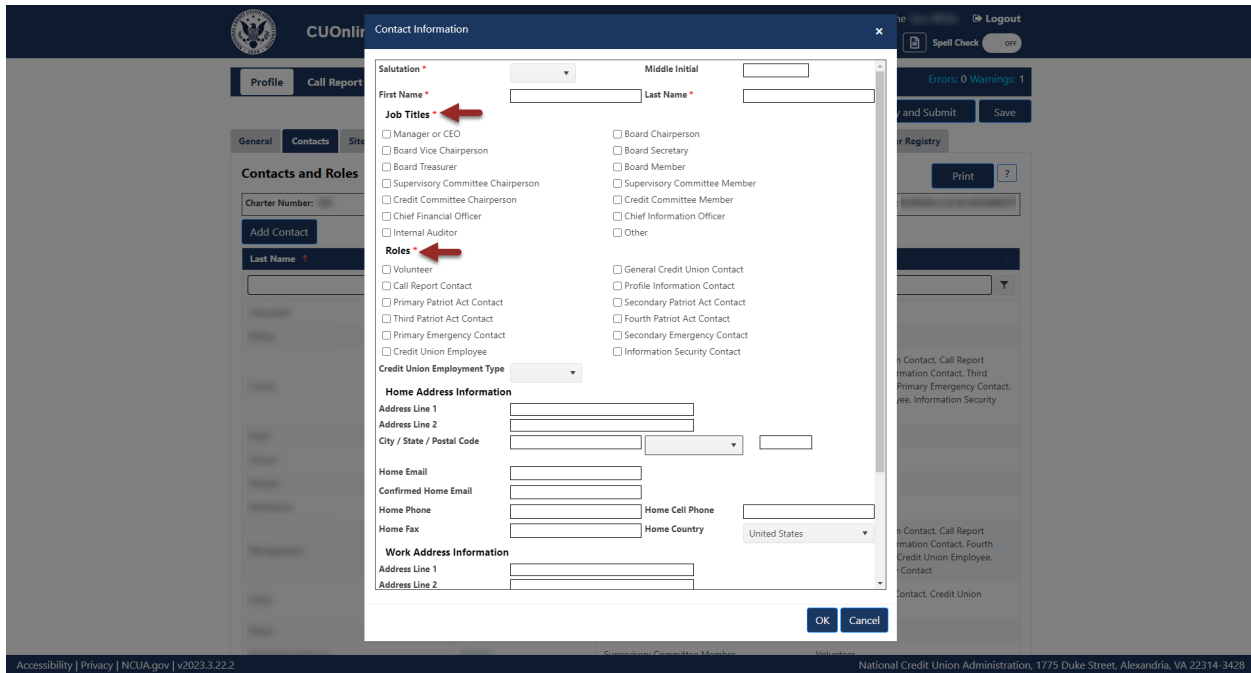 CUOnlin
ne
Logout
Spell Check OFF
Contact Information ×
Profile Call Report
Errors: 0 Warnings: 1
y and Submit Save
General Contacts Site
er Registry
Contacts and Roles
Print ?
Charter Number:
Add Contact
Last Name ↑
Salutation * Middle Initial
First Name * Last Name *
Job Titles *
Manager or CEO Board Chairperson
Board Vice Chairperson Board Secretary
Board Treasurer Board Member
Supervisory Committee Chairperson Supervisory Committee Member
Credit Committee Chairperson Credit Committee Member
Chief Financial Officer Chief Information Officer
Internal Auditor Other
Roles *
Volunteer General Credit Union Contact
Call Report Contact Profile Information Contact
Primary Patriot Act Contact Secondary Patriot Act Contact
Third Patriot Act Contact Fourth Patriot Act Contact
Primary Emergency Contact Secondary Emergency Contact
Credit Union Employee Information Security Contact
Credit Union Employment Type
Home Address Information
Address Line 1
Address Line 2
City / State / Postal Code
Home Email
Confirmed Home Email
Home Phone Home Cell Phone
Home Fax Home Country United States
Work Address Information
Address Line 1
Address Line 2
OK Cancel
n Contact, Call Report
rmation Contact, Third
Primary Emergency Contact,
yee, Information Security
n Contact, Call Report
rmation Contact, Fourth
Credit Union Employee,
Contact
Contact, Credit Union
Supervisory Committee Member Volunteer
Accessibility | Privacy | NCUA.gov | v2023.3.22.2
National Credit Union Administration, 1775 Duke Street, Alexandria, VA 22314-3428